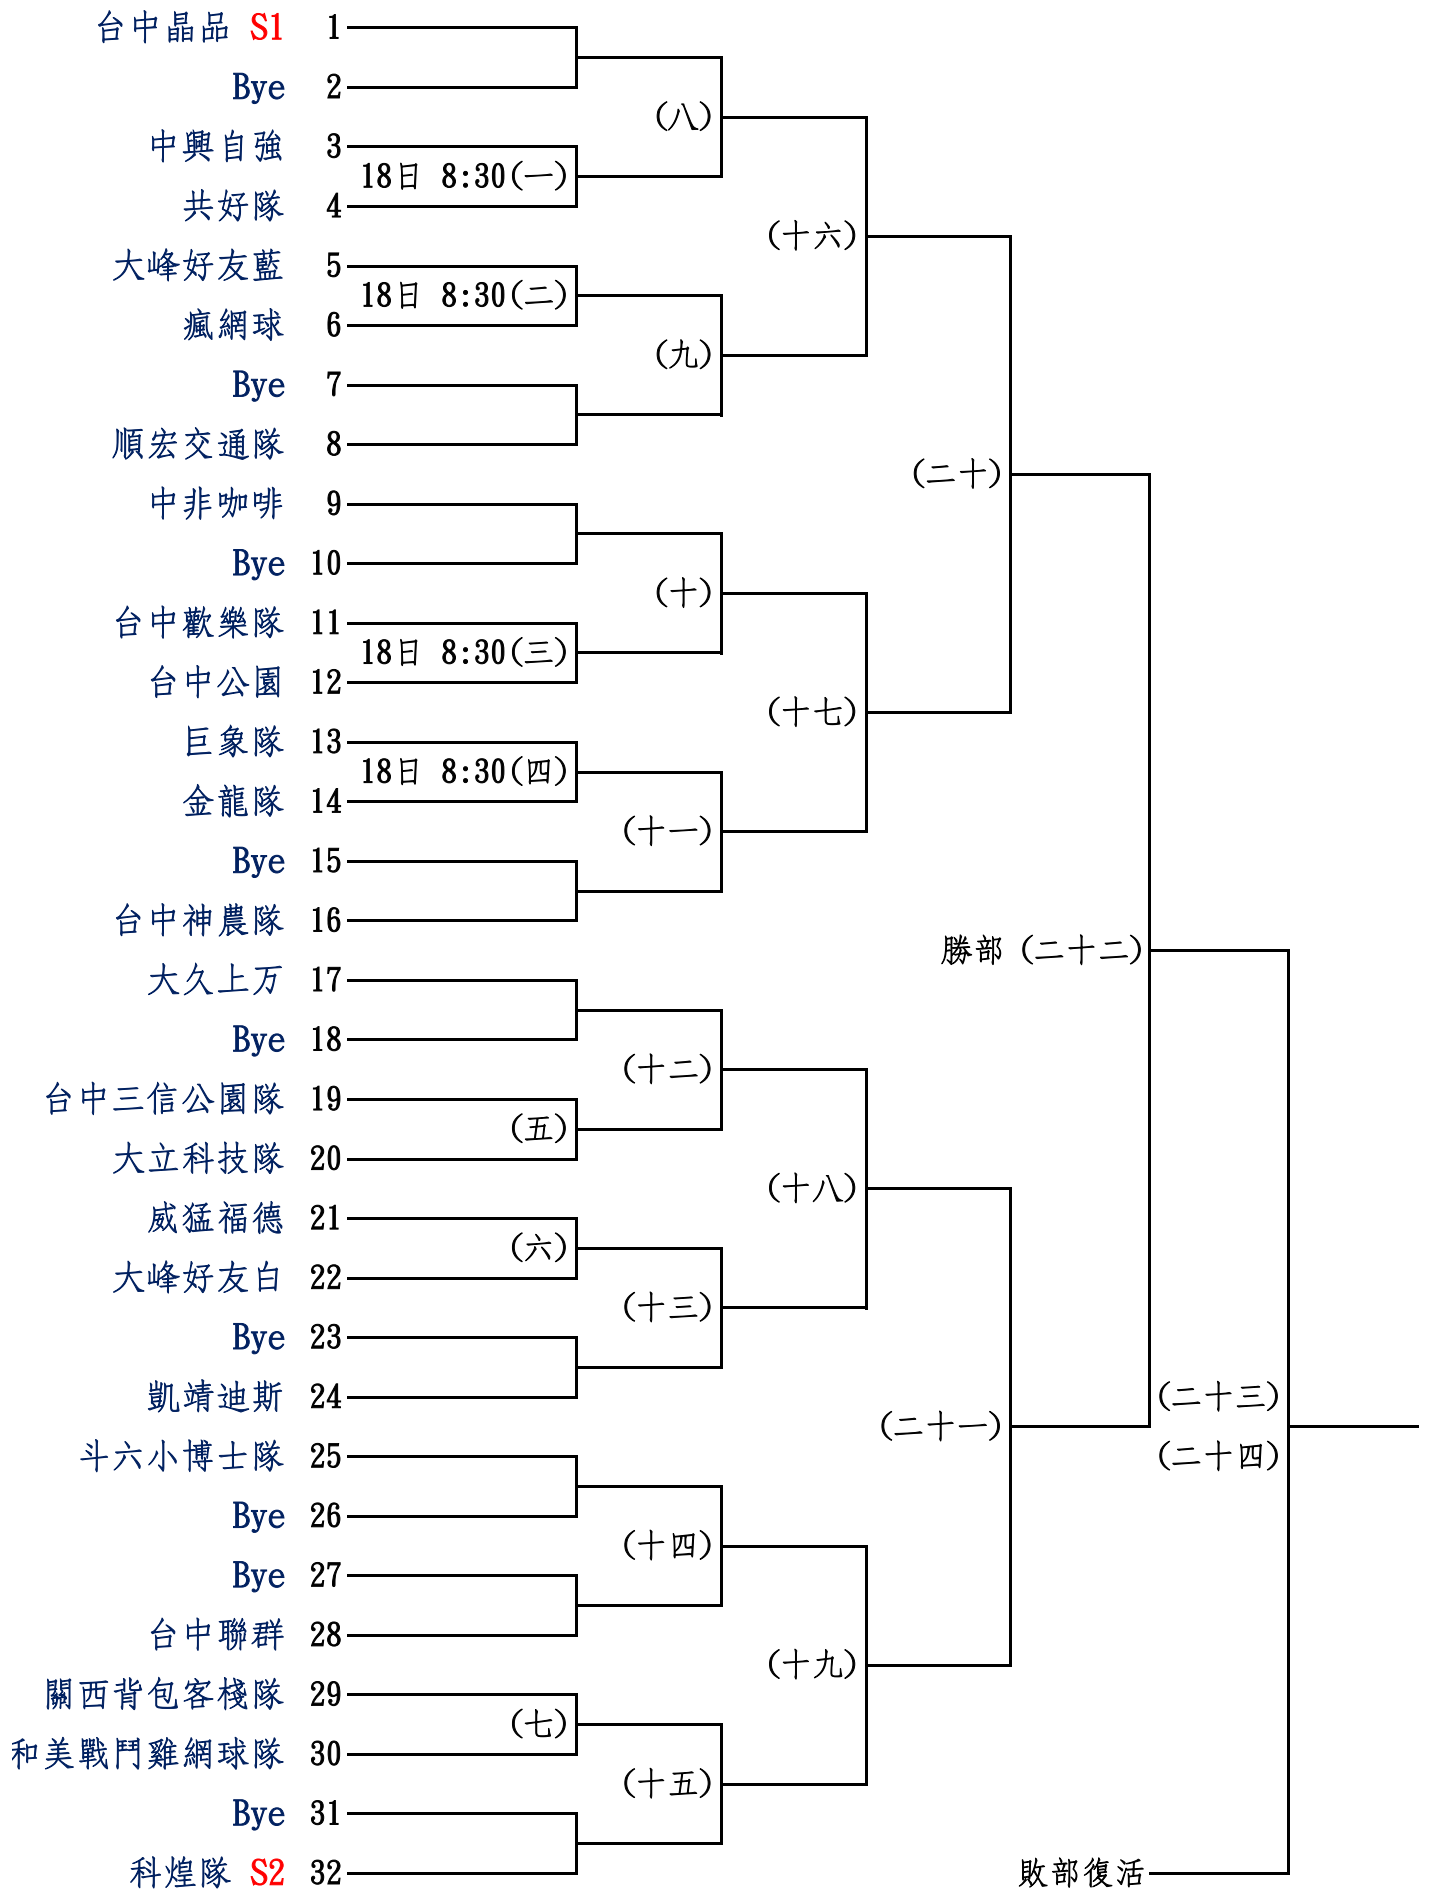 台中晶品 S1 1
Bye 2
(八)
中興自強 3
18日 8:30(一)
共好隊 4
(十六)
大峰好友藍 5
18日 8:30(二)
瘋網球 6
(九)
Bye 7
順宏交通隊 8
(二十)
中非咖啡 9
Bye 10
(十)
台中歡樂隊 11
18日 8:30(三)
台中公園 12
(十七)
巨象隊 13
18日 8:30(四)
金龍隊 14
(十一)
Bye 15
台中神農隊 16
勝部 (二十二)
大久上万 17
Bye 18
(十二)
台中三信公園隊 19
(五)
大立科技隊 20
(十八)
威猛福德 21
(六)
大峰好友白 22
(十三)
Bye 23
凱靖迪斯 24
(二十三)
(二十一)
(二十四)
斗六小博士隊 25
Bye 26
(十四)
Bye 27
台中聯群 28
(十九)
關西背包客棧隊 29
(七)
和美戰鬥雞網球隊 30
(十五)
Bye 31
科煌隊 S2 32
敗部復活